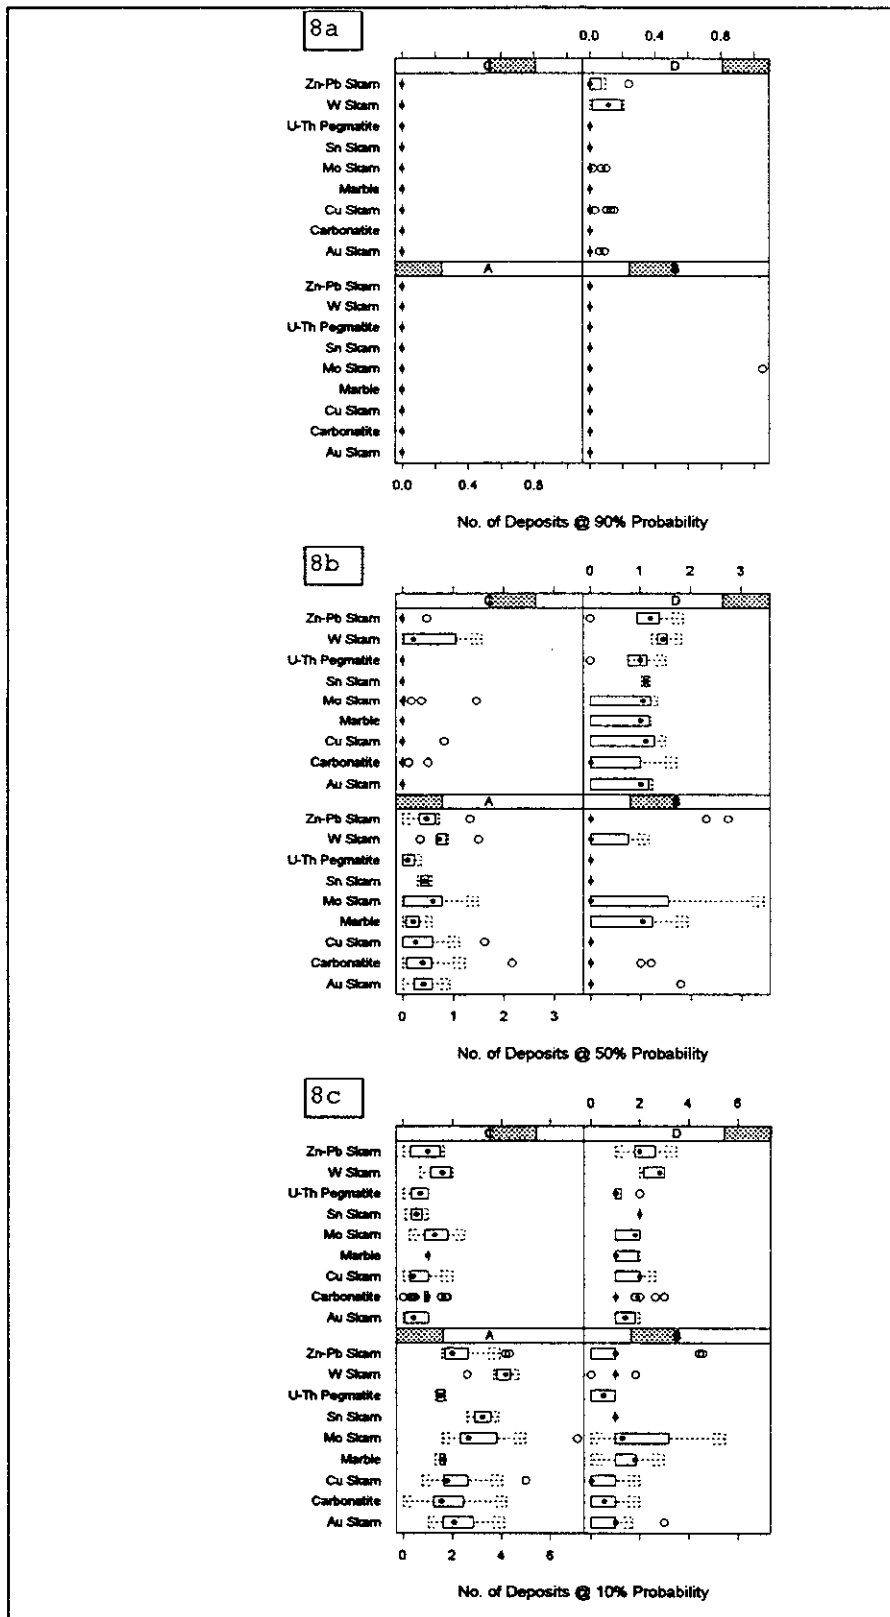 8a
0.0 0.4 0.8
C D
Zn-Pb Skarn
W Skarn
U-Th Pegmatite
Sn Skarn
Mo Skarn
Marble
Cu Skarn
Carbonatite
Au Skarn
A B
Zn-Pb Skarn
W Skarn
U-Th Pegmatite
Sn Skarn
Mo Skarn
Marble
Cu Skarn
Carbonatite
Au Skarn
0.0 0.4 0.8
No. of Deposits @ 90% Probability
8b
0 1 2 3
C D
Zn-Pb Skarn
W Skarn
U-Th Pegmatite
Sn Skarn
Mo Skarn
Marble
Cu Skarn
Carbonatite
Au Skarn
A B
Zn-Pb Skarn
W Skarn
U-Th Pegmatite
Sn Skarn
Mo Skarn
Marble
Cu Skarn
Carbonatite
Au Skarn
0 1 2 3
No. of Deposits @ 50% Probability
8c
0 2 4 6
C D
Zn-Pb Skarn
W Skarn
U-Th Pegmatite
Sn Skarn
Mo Skarn
Marble
Cu Skarn
Carbonatite
Au Skarn
A B
Zn-Pb Skarn
W Skarn
U-Th Pegmatite
Sn Skarn
Mo Skarn
Marble
Cu Skarn
Carbonatite
Au Skarn
0 2 4 6
No. of Deposits @ 10% Probability